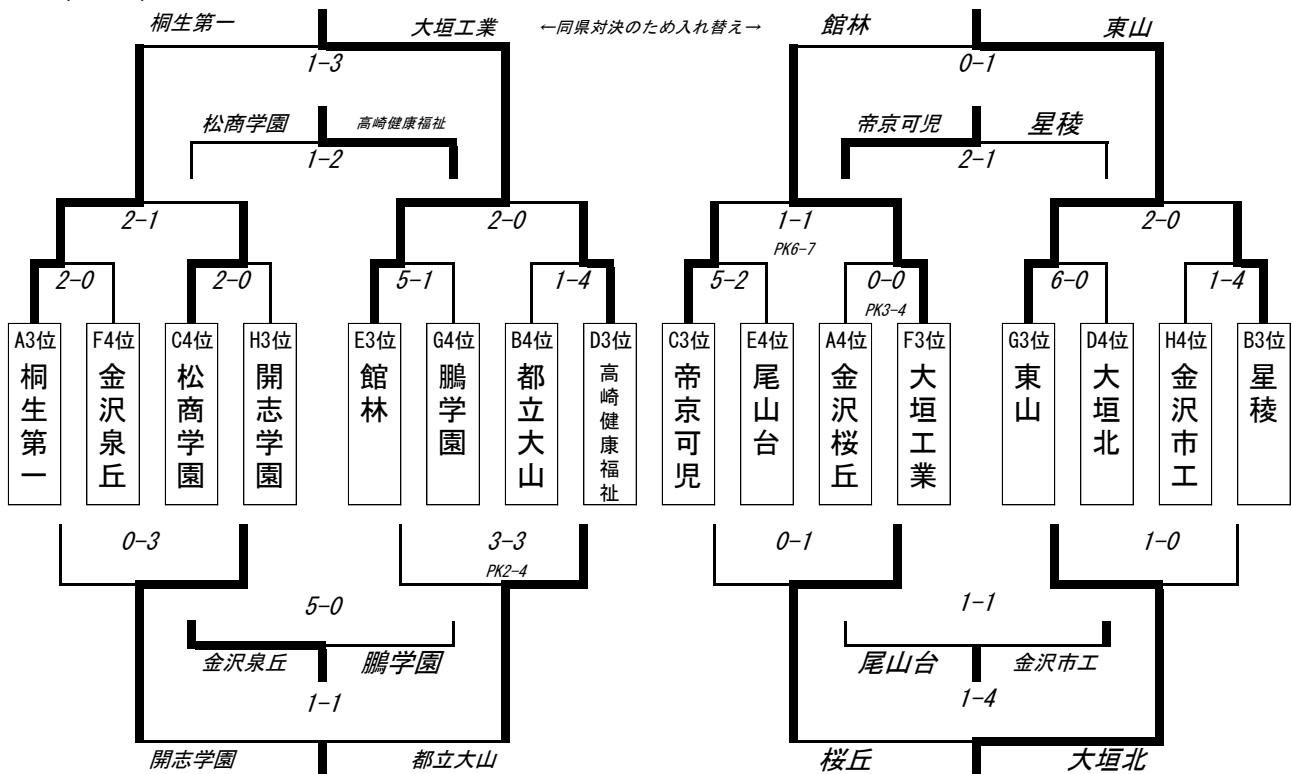 桐生第一 大垣工業 ←同県対決のため入れ替え→ 館林 東山
1-3 0-1
松商学園 高崎健康福祉 帝京可児 星稜
1-2 2-1
2-1 2-0 1-1 2-0
PK6-7
2-0 2-0 5-1 1-4 5-2 0-0 6-0 1-4
PK3-4
A3位 F4位 C4位 H3位 E3位 G4位 B4位 D3位 C3位 E4位 A4位 F3位 G3位 D4位 H4位 B3位
桐生第一 金沢泉丘 松商学園 開志学園 館林 鵬学園 都立大山 高崎健康福祉 帝京可児 尾山台 金沢桜丘 大垣工業 東山 大垣北 金沢市工 星稜
0-3 3-3 0-1 1-0
PK2-4
5-0 1-1
金沢泉丘 鵬学園 尾山台 金沢市工
1-1 1-4
開志学園 都立大山 桜丘 大垣北